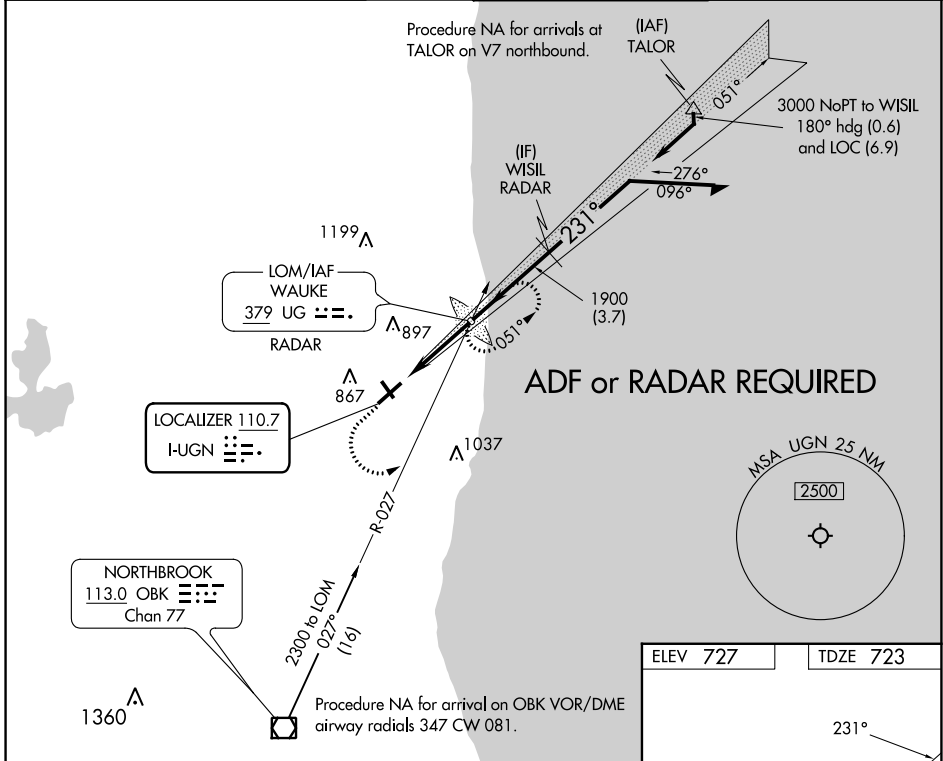 Procedure NA for arrivals at
TALOR on V7 northbound.
(IAF)
TALOR
051°
3000 NoPT to WISIL
180° hdg (0.6)
and LOC (6.9)
(IF)
WISIL
RADAR
276°
096°
231°
1199
LOM/IAF
WAUKE
379 UG
RADAR
897
1900
(3.7)
051°
867
ADF or RADAR REQUIRED
LOCALIZER 110.7
I-UGN
1037
MSA UGN 25 NM
2500
R-027
NORTHBROOK
113.0 OBK
Chan 77
2300 to LOM
027°
(16)
1360
Procedure NA for arrival on OBK VOR/DME
airway radials 347 CW 081.
ELEV 727
TDZE 723
231°